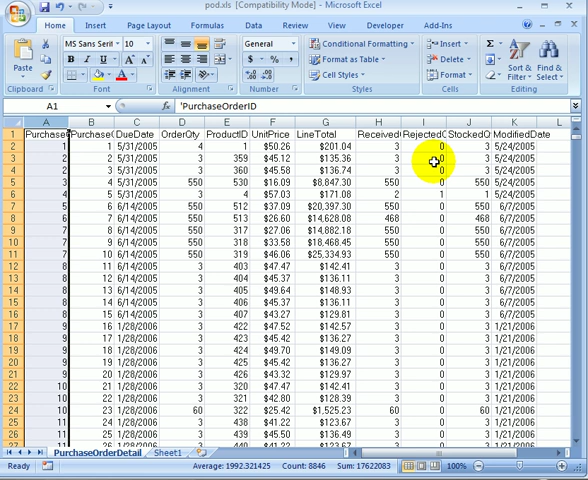 pod.xls [Compatibility Mode] - Microsoft Excel
Home Insert Page Layout Formulas Data Review View Developer Add-Ins
MS Sans Serif 10 General Conditional Formatting Insert Σ
Paste B I U $ % , Format as Table Delete Sort & Find &
Cell Styles Format Filter Select
Clipboard Font Alignment Number Styles Cells Editing
A1 fx 'PurchaseOrderID
A B C D E F G H I J K L
1 Purchase PurchaseO DueDate OrderQty ProductID UnitPrice LineTotal Received RejectedQ StockedQt ModifiedDate
2 1 1 5/31/2005 4 1 $50.26 $201.04 3 0 3 5/24/2005
3 2 2 5/31/2005 3 359 $45.12 $135.36 3 0 3 5/24/2005
4 2 3 5/31/2005 3 360 $45.58 $136.74 3 0 3 5/24/2005
5 3 4 5/31/2005 550 530 $16.09 $8,847.30 550 0 550 5/24/2005
6 4 5 5/31/2005 3 4 $57.03 $171.08 2 1 1 5/24/2005
7 5 6 6/14/2005 550 512 $37.09 $20,397.30 550 0 550 6/7/2005
8 6 7 6/14/2005 550 513 $26.60 $14,628.08 468 0 468 6/7/2005
9 7 8 6/14/2005 550 317 $27.06 $14,882.18 550 0 550 6/7/2005
10 7 9 6/14/2005 550 318 $33.58 $18,468.45 550 0 550 6/7/2005
11 7 10 6/14/2005 550 319 $46.06 $25,334.93 550 0 550 6/7/2005
12 8 11 6/14/2005 3 403 $47.47 $142.41 3 0 3 6/7/2005
13 8 12 6/14/2005 3 404 $45.37 $136.11 3 0 3 6/7/2005
14 8 13 6/14/2005 3 405 $49.64 $148.93 3 0 3 6/7/2005
15 8 14 6/14/2005 3 406 $45.37 $136.11 3 0 3 6/7/2005
16 8 15 6/14/2005 3 407 $43.27 $129.81 3 0 3 6/7/2005
17 9 16 1/28/2006 3 422 $47.52 $142.57 3 0 3 1/21/2006
18 9 17 1/28/2006 3 423 $45.42 $136.27 3 0 3 1/21/2006
19 9 18 1/28/2006 3 424 $49.70 $149.09 3 0 3 1/21/2006
20 9 19 1/28/2006 3 425 $45.42 $136.27 3 0 3 1/21/2006
21 9 20 1/28/2006 3 426 $43.32 $129.97 3 0 3 1/21/2006
22 10 21 1/28/2006 3 320 $47.47 $142.41 3 0 3 1/21/2006
23 10 22 1/28/2006 3 321 $42.80 $128.39 3 0 3 1/21/2006
24 10 23 1/28/2006 60 322 $25.42 $1,525.23 60 0 60 1/21/2006
25 11 24 1/28/2006 3 438 $41.22 $123.67 3 0 3 1/21/2006
26 11 25 1/28/2006 3 439 $45.50 $136.49 3 0 3 1/21/2006
27 11 26 1/28/2006 3 440 $41.22 $123.67 3 0 3 1/21/2006
PurchaseOrderDetail Sheet1
Ready Average: 1992.321425 Count: 8846 Sum: 17622083 100%